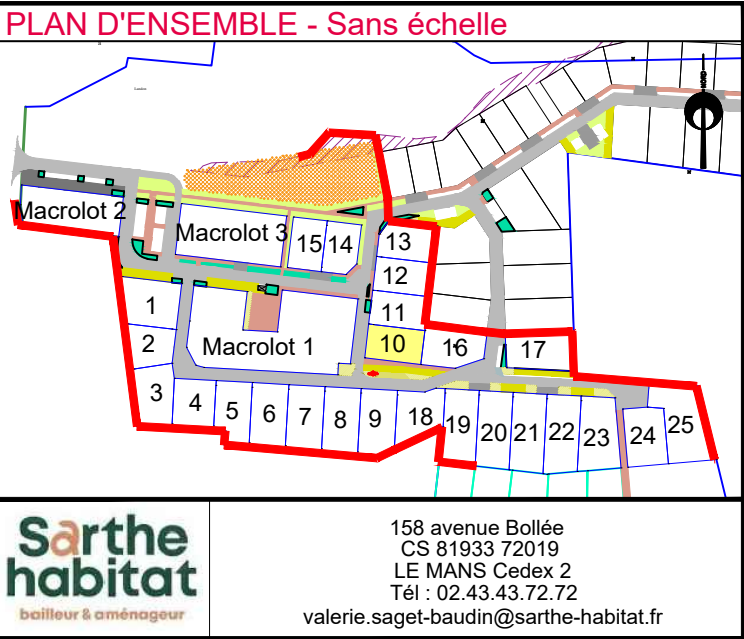 PLAN D'ENSEMBLE - Sans échelle
NORD
Macrolot 2
Macrolot 3
15
14
13
12
11
10
16
17
1
2
3
Macrolot 1
4
5
6
7
8
9
18
19
20
21
22
23
24
25
Sarthe
habitat
bailleur & aménageur
158 avenue Bollée
CS 81933 72019
LE MANS Cedex 2
Tél : 02.43.43.72.72
valerie.saget-baudin@sarthe-habitat.fr